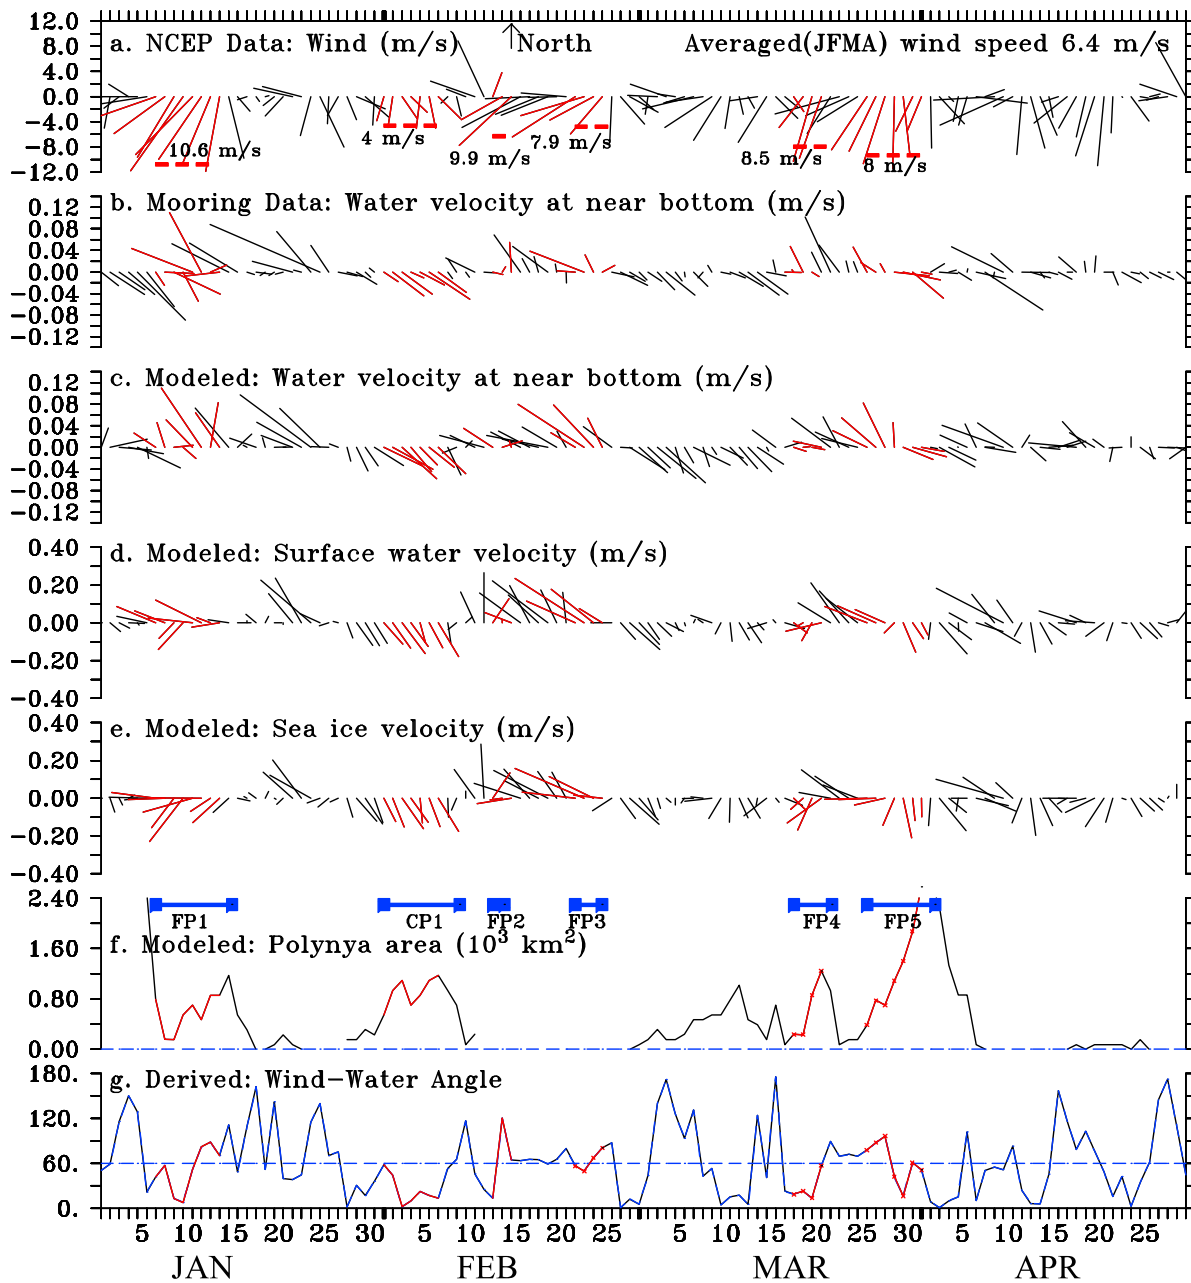 12.0
8.0
4.0
0.0
−4.0
−8.0
−12.0
a. NCEP Data: Wind (m/s)
North
Averaged(JFMA) wind speed 6.4 m/s
10.6 m/s
4 m/s
9.9 m/s
7.9 m/s
8.5 m/s
8 m/s
0.12
0.08
0.04
0.00
−0.04
−0.08
−0.12
b. Mooring Data: Water velocity at near bottom (m/s)
0.12
0.08
0.04
0.00
−0.04
−0.08
−0.12
c. Modeled: Water velocity at near bottom (m/s)
0.40
0.20
0.00
−0.20
−0.40
d. Modeled: Surface water velocity (m/s)
0.40
0.20
0.00
−0.20
−0.40
e. Modeled: Sea ice velocity (m/s)
2.40
1.60
0.80
0.00
FP1
CP1
FP2
FP3
FP4
FP5
f. Modeled: Polynya area (10³ km²)
180.
120.
60.
0.
g. Derived: Wind−Water Angle
5 10 15 20 25 30 5 10 15 20 25 5 10 15 20 25 30 5 10 15 20 25
JAN FEB MAR APR